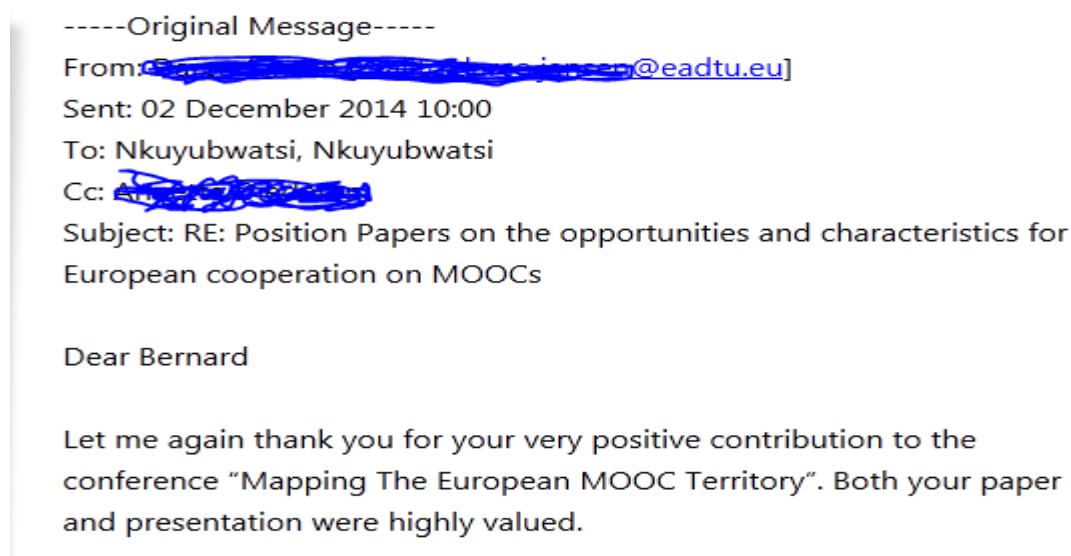 -----Original Message-----
From: @eadtu.eu]
Sent: 02 December 2014 10:00
To: Nkuyubwatsi, Nkuyubwatsi
Cc:
Subject: RE: Position Papers on the opportunities and characteristics for
European cooperation on MOOCs
Dear Bernard
Let me again thank you for your very positive contribution to the
conference “Mapping The European MOOC Territory”. Both your paper
and presentation were highly valued.